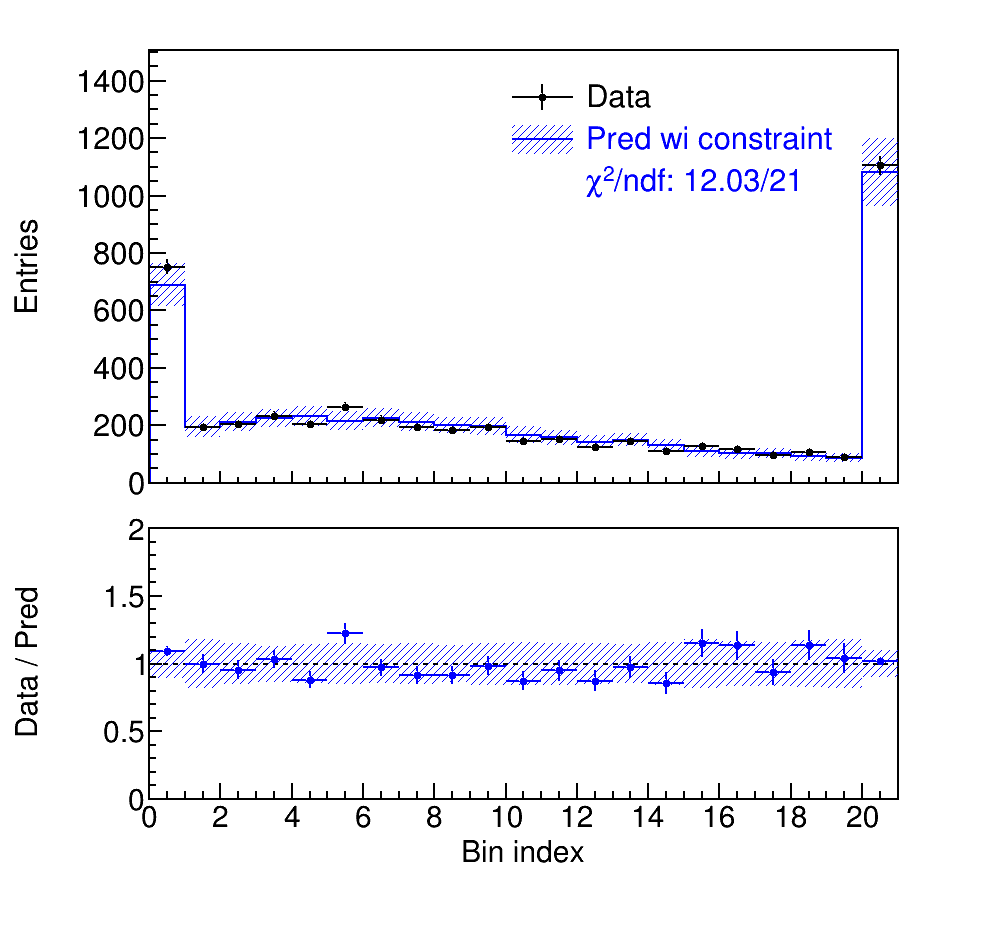 1400
1200
1000
800
600
400
200
0
Entries
Data
Pred wi constraint
χ²/ndf: 12.03/21
2
1.5
1
0.5
0
Data / Pred
0 2 4 6 8 10 12 14 16 18 20
Bin index